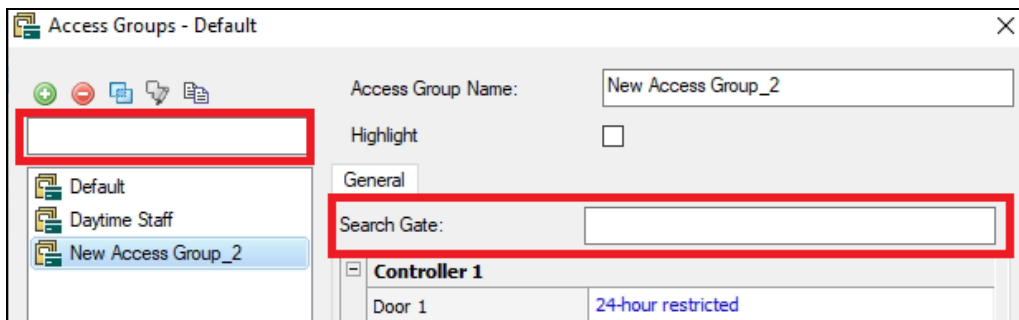 Access Groups - Default
Access Group Name: New Access Group_2
Highlight
Default
Daytime Staff
New Access Group_2
General
Search Gate:
Controller 1
Door 1 24-hour restricted